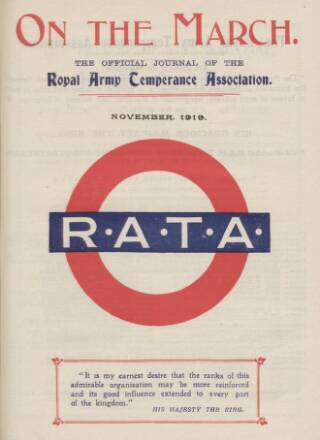 ON THE MARCH.
THE OFFICIAL JOURNAL OF THE
Royal Army Temperance Association.
NOVEMBER, 1919.
R·A·T·A·
"It is my earnest desire that the ranks of this
admirable organisation may be more reinforced
and its good influence extended to every part
of the kingdom."
HIS MAJESTY THE KING.